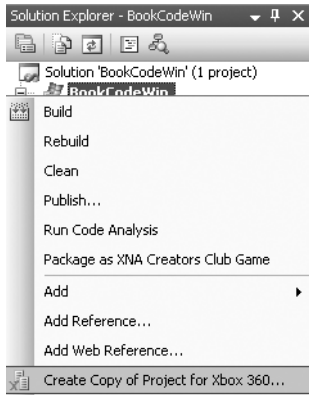 Solution Explorer - BookCodeWin
Solution 'BookCodeWin' (1 project)
BookCodeWin
Build
Rebuild
Clean
Publish...
Run Code Analysis
Package as XNA Creators Club Game
Add
Add Reference...
Add Web Reference...
Create Copy of Project for Xbox 360...